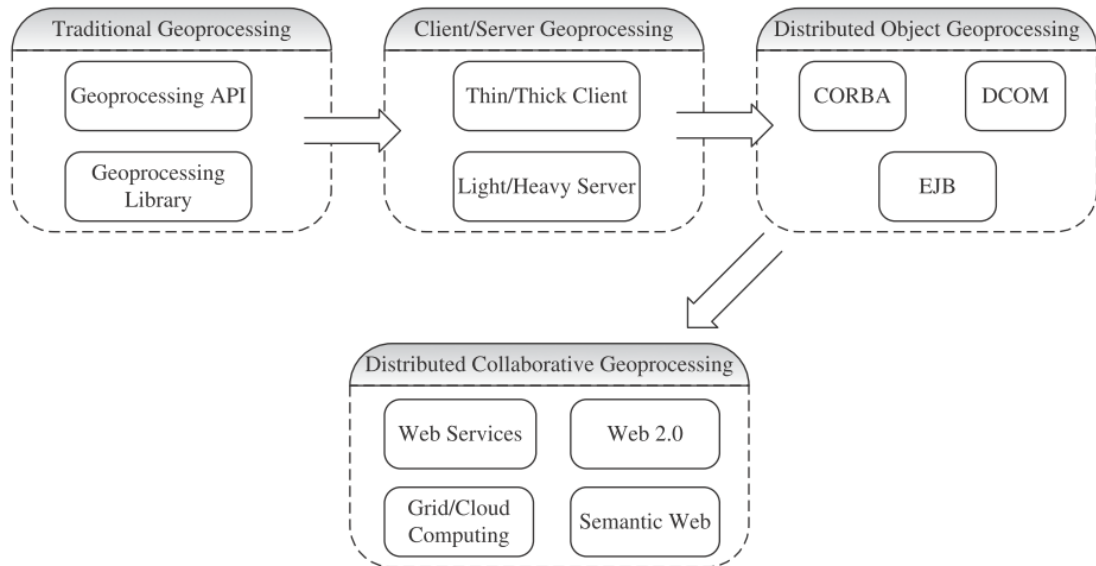 Traditional Geoprocessing
Geoprocessing API
Geoprocessing
Library
Client/Server Geoprocessing
Thin/Thick Client
Light/Heavy Server
Distributed Object Geoprocessing
CORBA
DCOM
EJB
Distributed Collaborative Geoprocessing
Web Services
Web 2.0
Grid/Cloud
Computing
Semantic Web